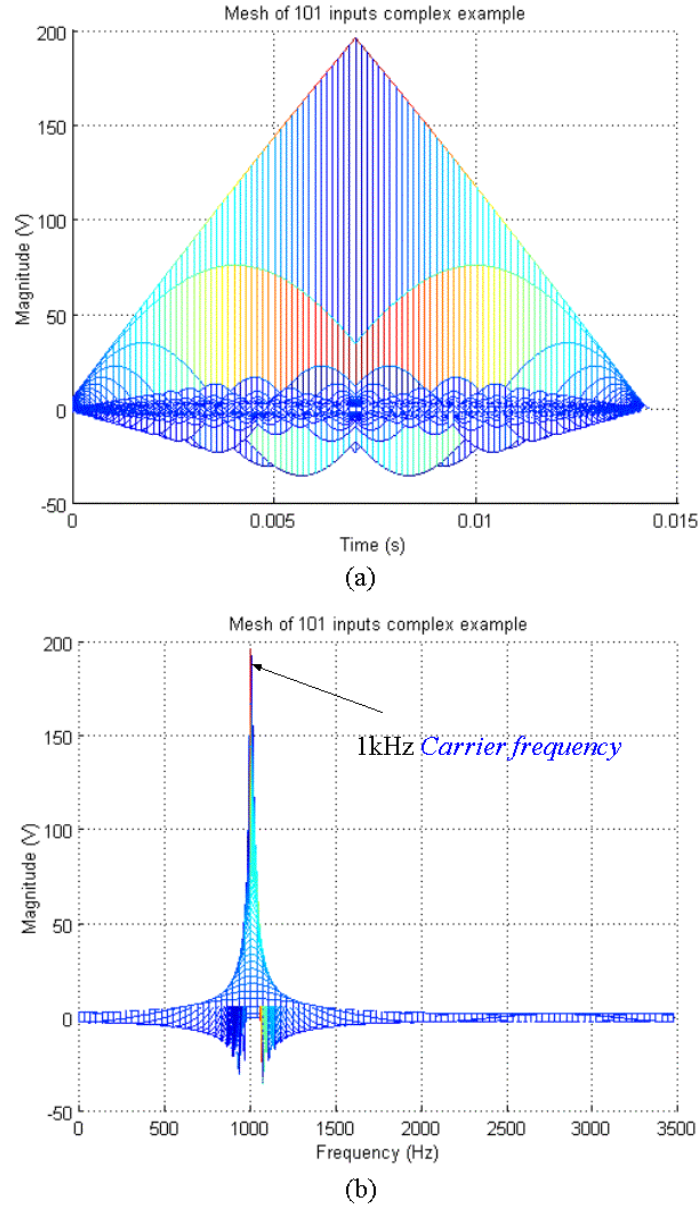 Mesh of 101 inputs complex example
200
150
100
50
0
-50
Magnitude (V)
0
0.005
0.01
0.015
Time (s)
(a)
Mesh of 101 inputs complex example
200
150
100
50
0
-50
Magnitude (V)
1kHz Carrier frequency
0
500
1000
1500
2000
2500
3000
3500
Frequency (Hz)
(b)